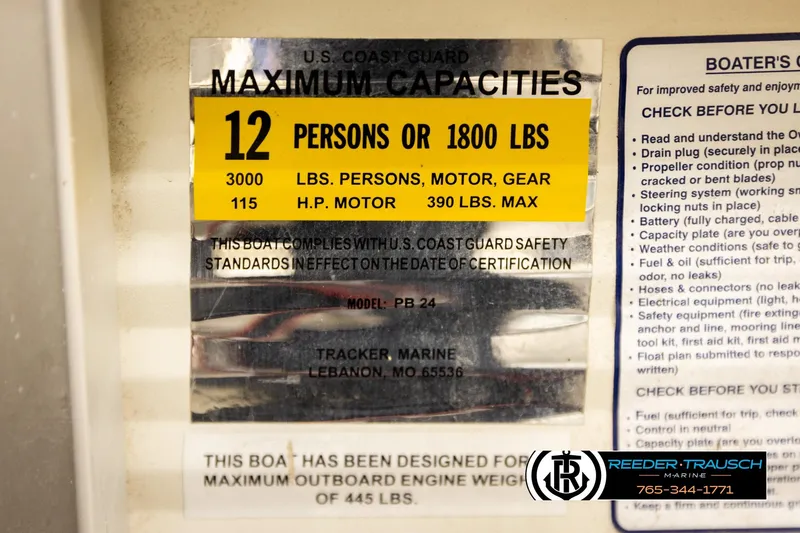 U.S. COAST GUARD
MAXIMUM CAPACITIES
12 PERSONS OR 1800 LBS
3000 LBS. PERSONS, MOTOR, GEAR
115 H.P. MOTOR 390 LBS. MAX
THIS BOAT COMPLIES WITH U.S. COAST GUARD SAFETY
STANDARDS IN EFFECT ON THE DATE OF CERTIFICATION
MODEL: PB 24
TRACKER MARINE
LEBANON, MO 65536
THIS BOAT HAS BEEN DESIGNED FOR
MAXIMUM OUTBOARD ENGINE WEIGH
OF 445 LBS.
BOATER'S
For improved safety and enjoym
CHECK BEFORE YOU L
• Read and understand the Ow
• Drain plug (securely in place
• Propeller condition (prop nu
cracked or bent blades)
• Steering system (working sm
locking nuts in place)
• Battery (fully charged, cable
• Capacity plate (are you overp
• Weather conditions (safe to g
• Fuel & oil (sufficient for trip,
odor, no leaks)
• Hoses & connectors (no leak
• Electrical equipment (light, h
• Safety equipment (fire exting
anchor and line, mooring line
tool kit, first aid kit, first aid m
• Float plan submitted to respo
written)
CHECK BEFORE YOU ST
• Fuel (sufficient for trip, check
• Control in neutral
• Capacity plate (are you overlo
• Keep a firm and continuous gr
REEDER-TRAUSCH
MARINE
765-344-1771